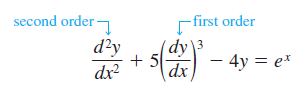 second order first order
d²y/dx² + 5(dy/dx)³ − 4y = eˣ